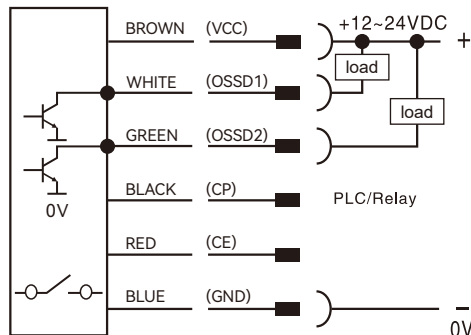 BROWN (VCC) +12~24VDC +
load
WHITE (OSSD1)
load
GREEN (OSSD2)
0V
BLACK (CP) PLC/Relay
RED (CE)
BLUE (GND) −
0V